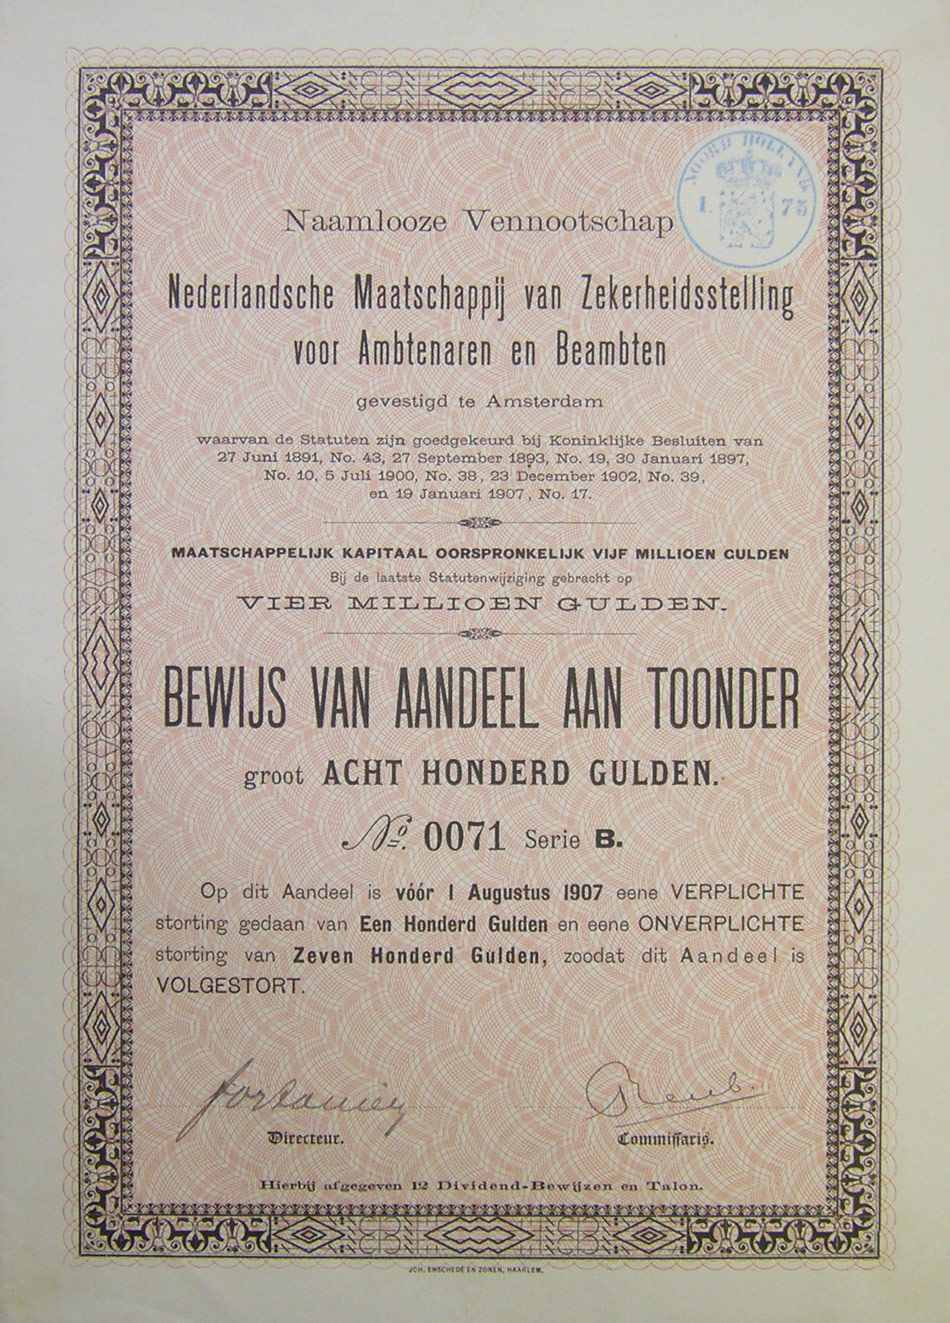 NOORD HOLLAND
1. 75
Naamlooze Vennootschap
Nederlandsche Maatschappij van Zekerheidsstelling
voor Ambtenaren en Beambten
gevestigd te Amsterdam
waarvan de Statuten zijn goedgekeurd bij Koninklijke Besluiten van
27 Juni 1891, No. 43, 27 September 1893, No. 19, 30 Januari 1897,
No. 10, 5 Juli 1900, No. 38, 23 December 1902, No. 39,
en 19 Januari 1907, No. 17.
MAATSCHAPPELIJK KAPITAAL OORSPRONKELIJK VIJF MILLIOEN GULDEN
Bij de laatste Statutenwijziging gebracht op
VIER MILLIOEN GULDEN.
BEWIJS VAN AANDEEL AAN TOONDER
groot ACHT HONDERD GULDEN.
No. 0071 Serie B.
Op dit Aandeel is vóór 1 Augustus 1907 eene VERPLICHTE
storting gedaan van Een Honderd Gulden en eene ONVERPLICHTE
storting van Zeven Honderd Gulden, zoodat dit Aandeel is
VOLGESTORT.
Directeur. Commissaris.
Hierbij afgegeven 12 Dividend-Bewijzen en Talon.
JOH. ENSCHEDÉ EN ZONEN, HAARLEM.